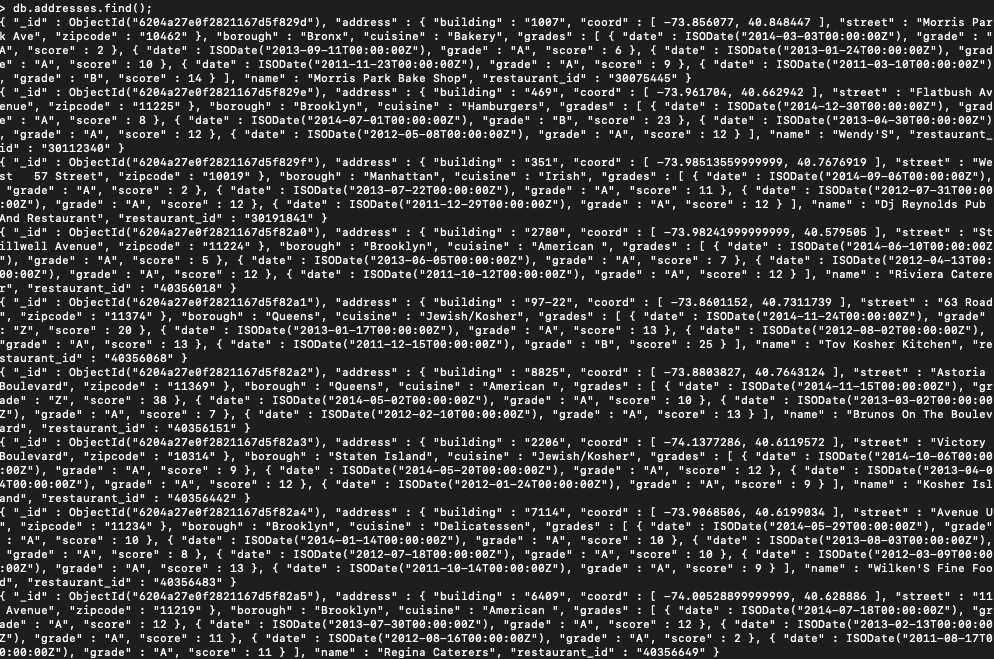 > db.addresses.find();
{ "_id" : ObjectId("6204a27e0f2821167d5f829d"), "address" : { "building" : "1007", "coord" : [ -73.856077, 40.848447 ], "street" : "Morris Par
k Ave", "zipcode" : "10462" }, "borough" : "Bronx", "cuisine" : "Bakery", "grades" : [ { "date" : ISODate("2014-03-03T00:00:00Z"), "grade" : "
A", "score" : 2 }, { "date" : ISODate("2013-09-11T00:00:00Z"), "grade" : "A", "score" : 6 }, { "date" : ISODate("2013-01-24T00:00:00Z"), "grad
e" : "A", "score" : 10 }, { "date" : ISODate("2011-11-23T00:00:00Z"), "grade" : "A", "score" : 9 }, { "date" : ISODate("2011-03-10T00:00:00Z")
, "grade" : "B", "score" : 14 } ], "name" : "Morris Park Bake Shop", "restaurant_id" : "30075445" }
{ "_id" : ObjectId("6204a27e0f2821167d5f829e"), "address" : { "building" : "469", "coord" : [ -73.961704, 40.662942 ], "street" : "Flatbush Av
enue", "zipcode" : "11225" }, "borough" : "Brooklyn", "cuisine" : "Hamburgers", "grades" : [ { "date" : ISODate("2014-12-30T00:00:00Z"), "grad
e" : "A", "score" : 8 }, { "date" : ISODate("2014-07-01T00:00:00Z"), "grade" : "B", "score" : 23 }, { "date" : ISODate("2013-04-30T00:00:00Z")
, "grade" : "A", "score" : 12 }, { "date" : ISODate("2012-05-08T00:00:00Z"), "grade" : "A", "score" : 12 } ], "name" : "Wendy'S", "restaurant_
id" : "30112340" }
{ "_id" : ObjectId("6204a27e0f2821167d5f829f"), "address" : { "building" : "351", "coord" : [ -73.98513559999999, 40.7676919 ], "street" : "We
st   57 Street", "zipcode" : "10019" }, "borough" : "Manhattan", "cuisine" : "Irish", "grades" : [ { "date" : ISODate("2014-09-06T00:00:00Z"),
 "grade" : "A", "score" : 2 }, { "date" : ISODate("2013-07-22T00:00:00Z"), "grade" : "A", "score" : 11 }, { "date" : ISODate("2012-07-31T00:00
:00Z"), "grade" : "A", "score" : 12 }, { "date" : ISODate("2011-12-29T00:00:00Z"), "grade" : "A", "score" : 12 } ], "name" : "Dj Reynolds Pub
And Restaurant", "restaurant_id" : "30191841" }
{ "_id" : ObjectId("6204a27e0f2821167d5f82a0"), "address" : { "building" : "2780", "coord" : [ -73.98241999999999, 40.579505 ], "street" : "St
illwell Avenue", "zipcode" : "11224" }, "borough" : "Brooklyn", "cuisine" : "American ", "grades" : [ { "date" : ISODate("2014-06-10T00:00:00Z
"), "grade" : "A", "score" : 5 }, { "date" : ISODate("2013-06-05T00:00:00Z"), "grade" : "A", "score" : 7 }, { "date" : ISODate("2012-04-13T00:
00:00Z"), "grade" : "A", "score" : 12 }, { "date" : ISODate("2011-10-12T00:00:00Z"), "grade" : "A", "score" : 12 } ], "name" : "Riviera Catere
r", "restaurant_id" : "40356018" }
{ "_id" : ObjectId("6204a27e0f2821167d5f82a1"), "address" : { "building" : "97-22", "coord" : [ -73.8601152, 40.7311739 ], "street" : "63 Road
", "zipcode" : "11374" }, "borough" : "Queens", "cuisine" : "Jewish/Kosher", "grades" : [ { "date" : ISODate("2014-11-24T00:00:00Z"), "grade"
: "Z", "score" : 20 }, { "date" : ISODate("2013-01-17T00:00:00Z"), "grade" : "A", "score" : 13 }, { "date" : ISODate("2012-08-02T00:00:00Z"),
"grade" : "A", "score" : 13 }, { "date" : ISODate("2011-12-15T00:00:00Z"), "grade" : "B", "score" : 25 } ], "name" : "Tov Kosher Kitchen", "re
staurant_id" : "40356068" }
{ "_id" : ObjectId("6204a27e0f2821167d5f82a2"), "address" : { "building" : "8825", "coord" : [ -73.8803827, 40.7643124 ], "street" : "Astoria
Boulevard", "zipcode" : "11369" }, "borough" : "Queens", "cuisine" : "American ", "grades" : [ { "date" : ISODate("2014-11-15T00:00:00Z"), "gr
ade" : "Z", "score" : 38 }, { "date" : ISODate("2014-05-02T00:00:00Z"), "grade" : "A", "score" : 10 }, { "date" : ISODate("2013-03-02T00:00:00
Z"), "grade" : "A", "score" : 7 }, { "date" : ISODate("2012-02-10T00:00:00Z"), "grade" : "A", "score" : 13 } ], "name" : "Brunos On The Boulev
ard", "restaurant_id" : "40356151" }
{ "_id" : ObjectId("6204a27e0f2821167d5f82a3"), "address" : { "building" : "2206", "coord" : [ -74.1377286, 40.6119572 ], "street" : "Victory
Boulevard", "zipcode" : "10314" }, "borough" : "Staten Island", "cuisine" : "Jewish/Kosher", "grades" : [ { "date" : ISODate("2014-10-06T00:00
:00Z"), "grade" : "A", "score" : 9 }, { "date" : ISODate("2014-05-20T00:00:00Z"), "grade" : "A", "score" : 12 }, { "date" : ISODate("2013-04-0
4T00:00:00Z"), "grade" : "A", "score" : 12 }, { "date" : ISODate("2012-01-24T00:00:00Z"), "grade" : "A", "score" : 9 } ], "name" : "Kosher Isl
and", "restaurant_id" : "40356442" }
{ "_id" : ObjectId("6204a27e0f2821167d5f82a4"), "address" : { "building" : "7114", "coord" : [ -73.9068506, 40.6199034 ], "street" : "Avenue U
", "zipcode" : "11234" }, "borough" : "Brooklyn", "cuisine" : "Delicatessen", "grades" : [ { "date" : ISODate("2014-05-29T00:00:00Z"), "grade"
 : "A", "score" : 10 }, { "date" : ISODate("2014-01-14T00:00:00Z"), "grade" : "A", "score" : 10 }, { "date" : ISODate("2013-08-03T00:00:00Z"),
 "grade" : "A", "score" : 8 }, { "date" : ISODate("2012-07-18T00:00:00Z"), "grade" : "A", "score" : 10 }, { "date" : ISODate("2012-03-09T00:00
:00Z"), "grade" : "A", "score" : 13 }, { "date" : ISODate("2011-10-14T00:00:00Z"), "grade" : "A", "score" : 9 } ], "name" : "Wilken'S Fine Foo
d", "restaurant_id" : "40356483" }
{ "_id" : ObjectId("6204a27e0f2821167d5f82a5"), "address" : { "building" : "6409", "coord" : [ -74.00528899999999, 40.628886 ], "street" : "11
 Avenue", "zipcode" : "11219" }, "borough" : "Brooklyn", "cuisine" : "American ", "grades" : [ { "date" : ISODate("2014-07-18T00:00:00Z"), "gr
ade" : "A", "score" : 12 }, { "date" : ISODate("2013-07-30T00:00:00Z"), "grade" : "A", "score" : 12 }, { "date" : ISODate("2013-02-13T00:00:00
Z"), "grade" : "A", "score" : 11 }, { "date" : ISODate("2012-08-16T00:00:00Z"), "grade" : "A", "score" : 2 }, { "date" : ISODate("2011-08-17T0
0:00:00Z"), "grade" : "A", "score" : 11 } ], "name" : "Regina Caterers", "restaurant_id" : "40356649" }